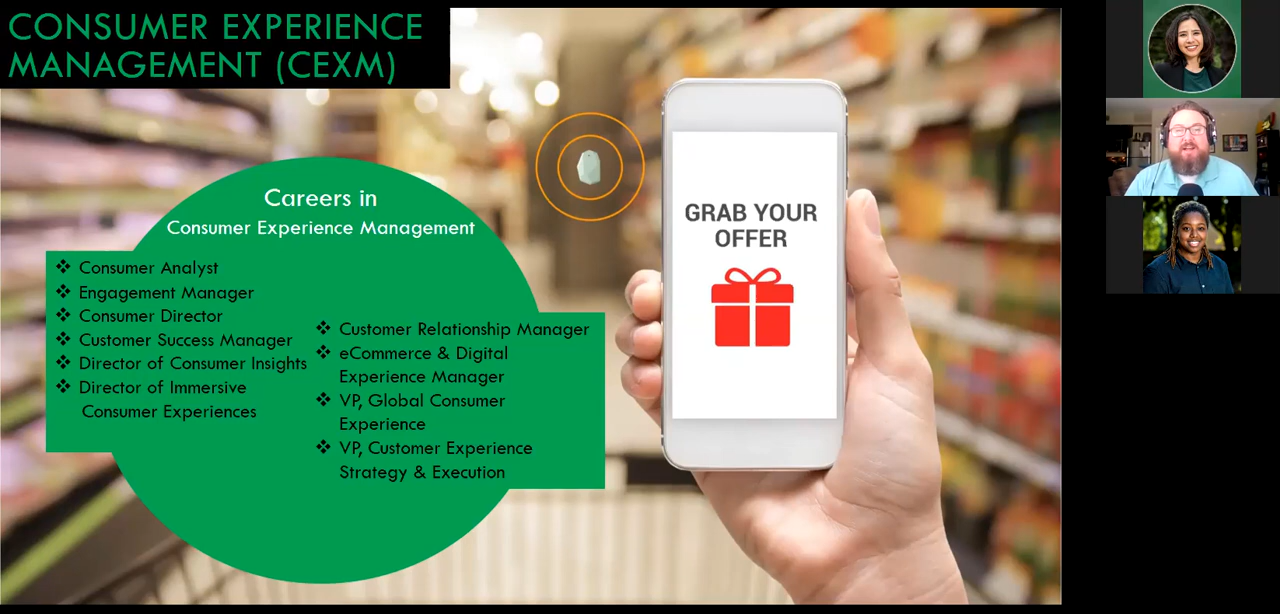 CONSUMER EXPERIENCE
MANAGEMENT (CEXM)
Careers in
Consumer Experience Management
❖ Consumer Analyst
❖ Engagement Manager
❖ Consumer Director
❖ Customer Success Manager
❖ Director of Consumer Insights
❖ Director of Immersive
Consumer Experiences
❖ Customer Relationship Manager
❖ eCommerce & Digital
Experience Manager
❖ VP, Global Consumer
Experience
❖ VP, Customer Experience
Strategy & Execution
GRAB YOUR
OFFER